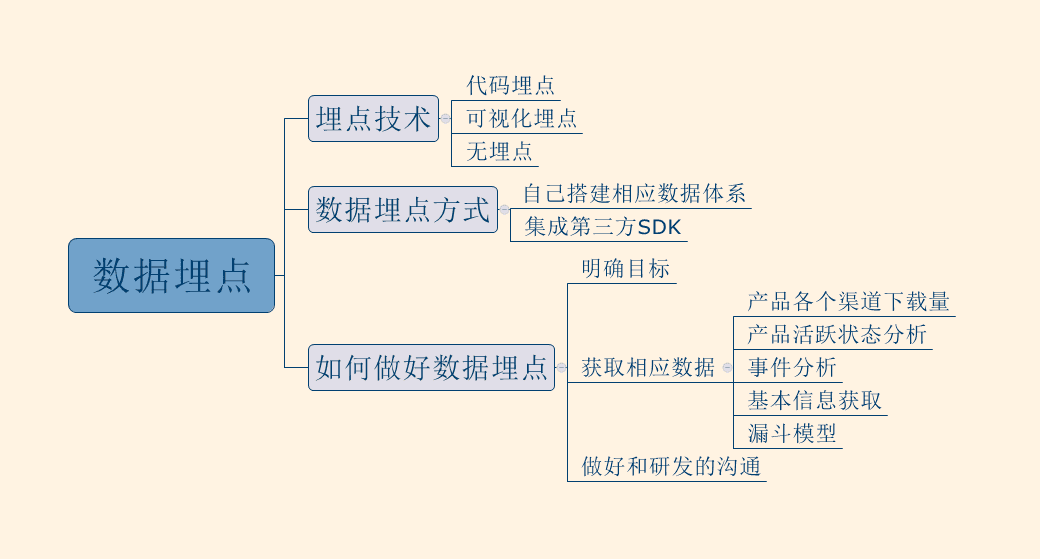 数据埋点
埋点技术
代码埋点
可视化埋点
无埋点
数据埋点方式
自己搭建相应数据体系
集成第三方SDK
如何做好数据埋点
明确目标
获取相应数据
产品各个渠道下载量
产品活跃状态分析
事件分析
基本信息获取
漏斗模型
做好和研发的沟通